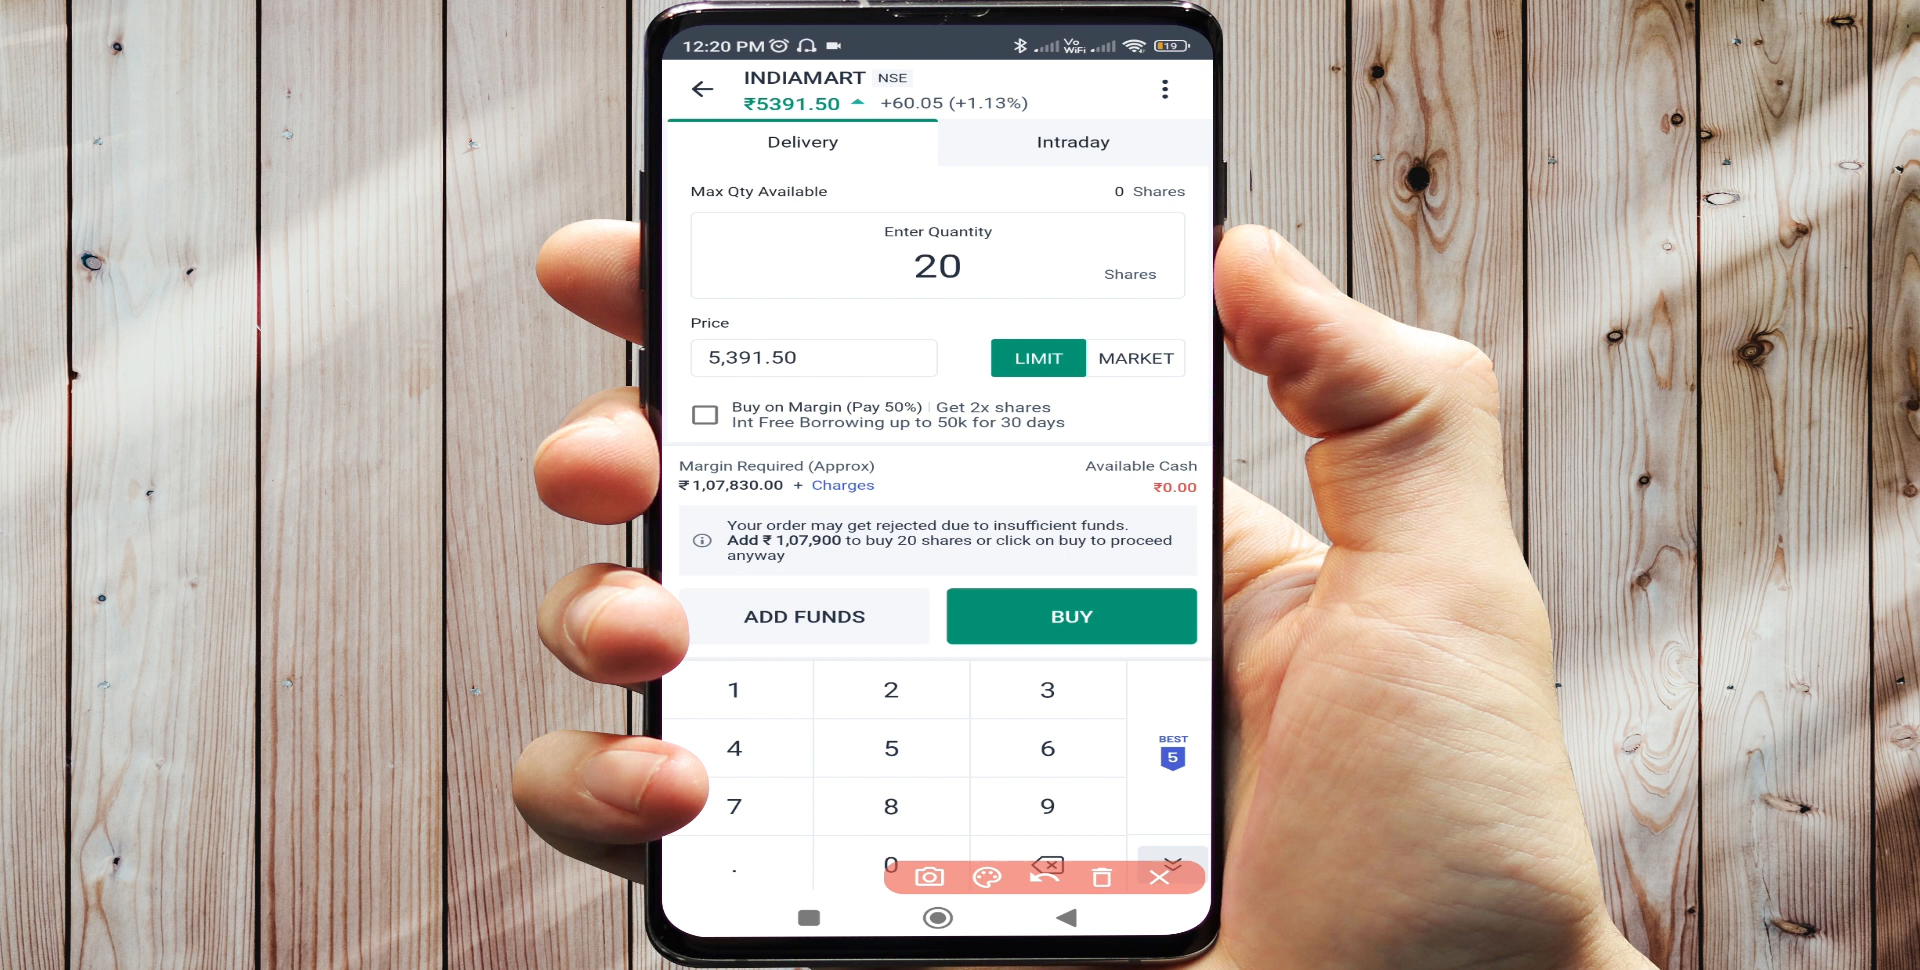 12:20 PM Vo WiFi 19
INDIAMART NSE
₹5391.50 +60.05 (+1.13%)
Delivery Intraday
Max Qty Available 0 Shares
Enter Quantity
20 Shares
Price
5,391.50 LIMIT MARKET
Buy on Margin (Pay 50%) | Get 2x shares
Int Free Borrowing up to 50k for 30 days
Margin Required (Approx) Available Cash
₹ 1,07,830.00 + Charges ₹0.00
Your order may get rejected due to insufficient funds.
Add ₹ 1,07,900 to buy 20 shares or click on buy to proceed
anyway
ADD FUNDS BUY
1 2 3
4 5 6
BEST
5
7 8 9
. 0